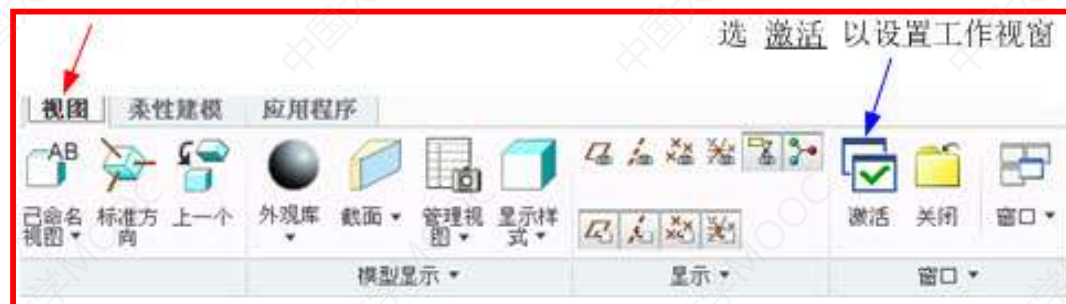 选 激活 以设置工作视窗
视图 柔性建模 应用程序
AB
已命名视图 标准方向 上一个 外观库 截面 管理视图 显示样式 激活 关闭 窗口
模型显示 显示 窗口